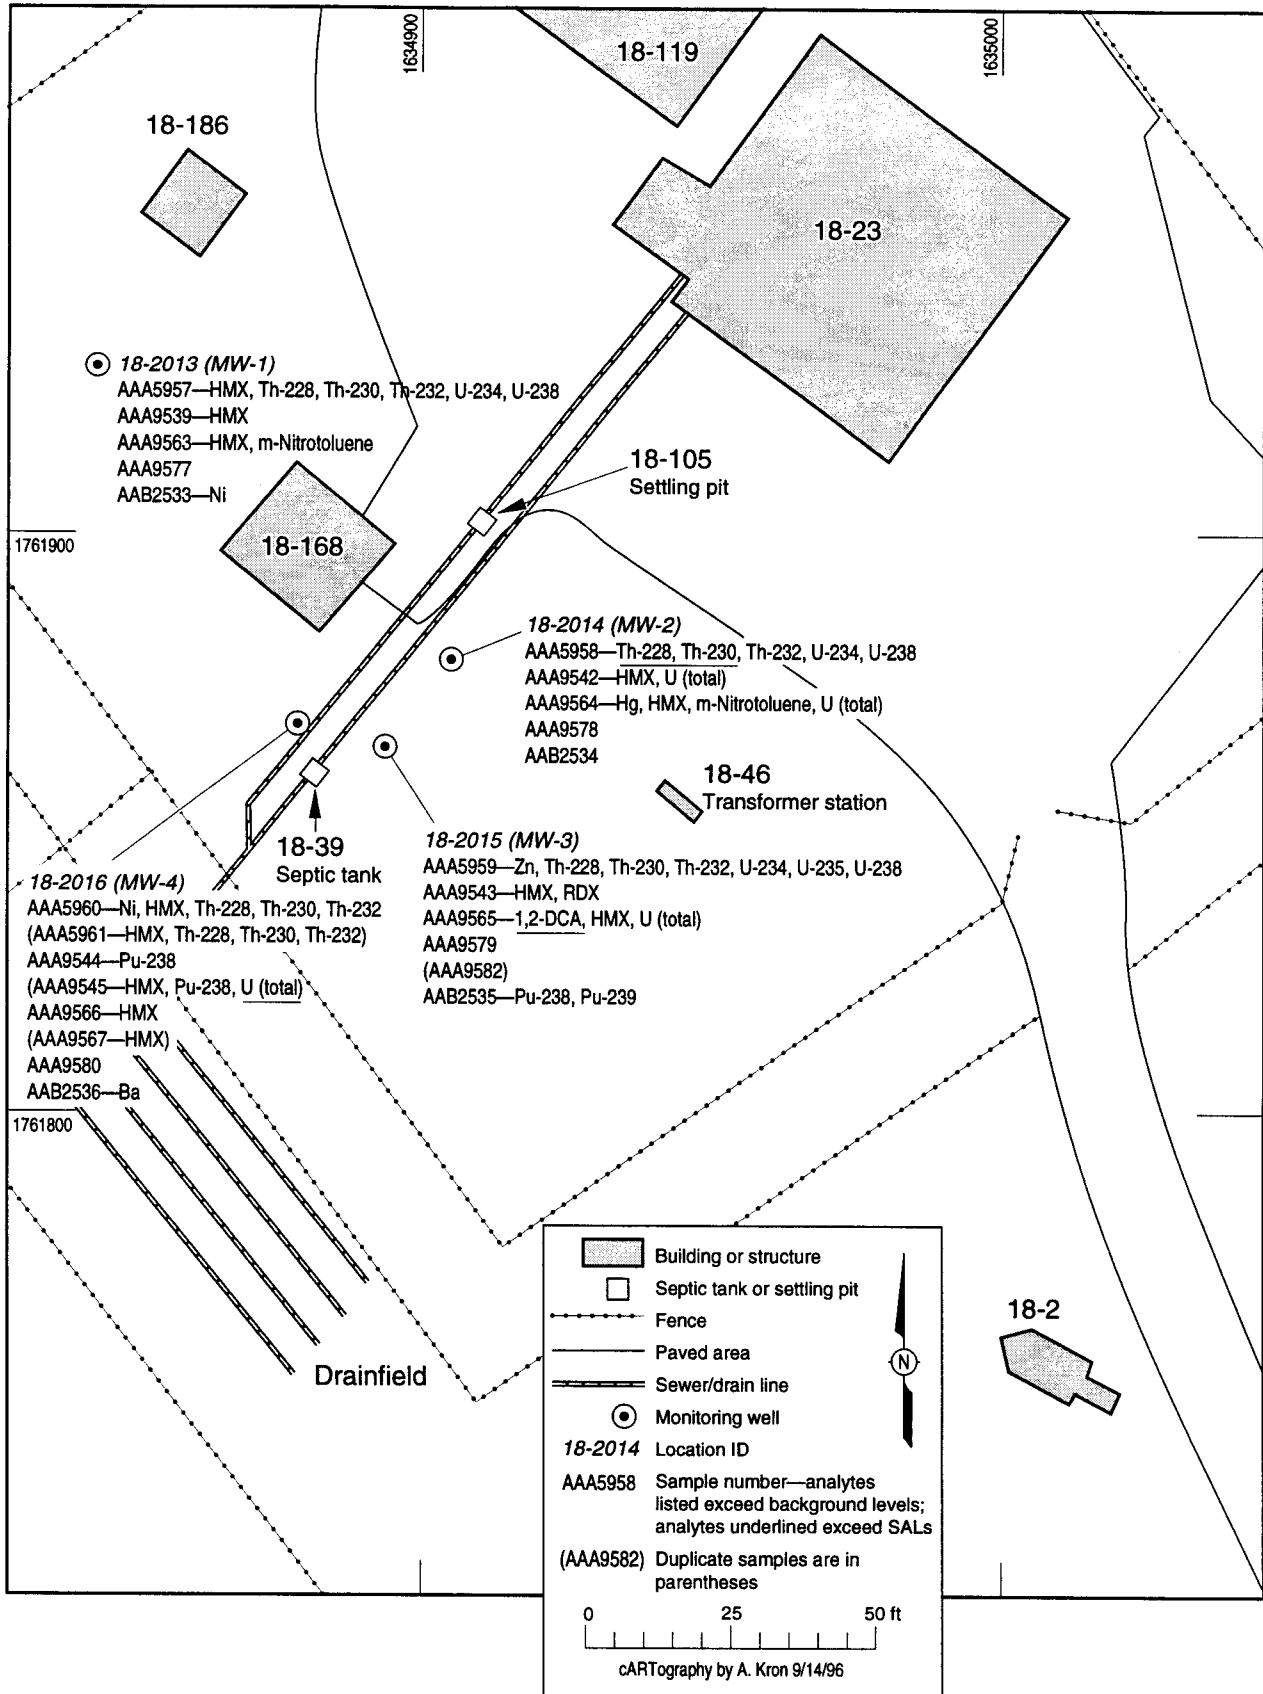 1634900
1635000
18-119
18-186
18-23
18-2013 (MW-1)
AAA5957—HMX, Th-228, Th-230, Th-232, U-234, U-238
AAA9539—HMX
AAA9563—HMX, m-Nitrotoluene
AAA9577
AAB2533—Ni
18-105
Settling pit
1761900
18-168
18-2014 (MW-2)
AAA5958—Th-228, Th-230, Th-232, U-234, U-238
AAA9542—HMX, U (total)
AAA9564—Hg, HMX, m-Nitrotoluene, U (total)
AAA9578
AAB2534
18-46
Transformer station
18-39
Septic tank
18-2015 (MW-3)
AAA5959—Zn, Th-228, Th-230, Th-232, U-234, U-235, U-238
AAA9543—HMX, RDX
AAA9565—1,2-DCA, HMX, U (total)
AAA9579
(AAA9582)
AAB2535—Pu-238, Pu-239
18-2016 (MW-4)
AAA5960—Ni, HMX, Th-228, Th-230, Th-232
(AAA5961—HMX, Th-228, Th-230, Th-232)
AAA9544—Pu-238
(AAA9545—HMX, Pu-238, U (total)
AAA9566—HMX
(AAA9567—HMX)
AAA9580
AAB2536—Ba
1761800
Drainfield
18-2
Building or structure
Septic tank or settling pit
Fence
Paved area
Sewer/drain line
Monitoring well
18-2014 Location ID
AAA5958 Sample number—analytes
listed exceed background levels;
analytes underlined exceed SALs
(AAA9582) Duplicate samples are in
parentheses
N
0 25 50 ft
cARTography by A. Kron 9/14/96